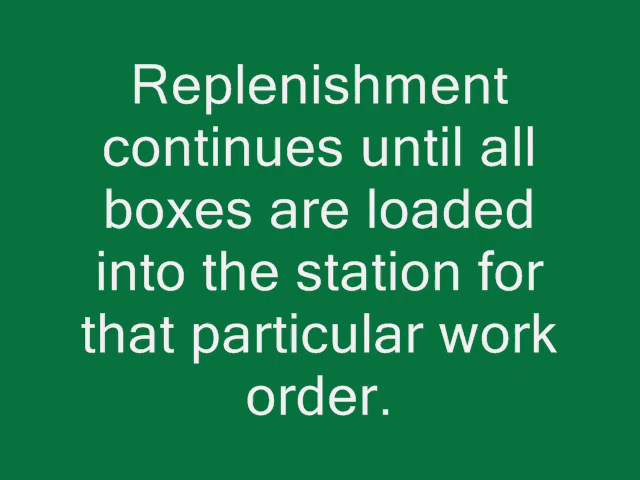 Replenishment
continues until all
boxes are loaded
into the station for
that particular work
order.